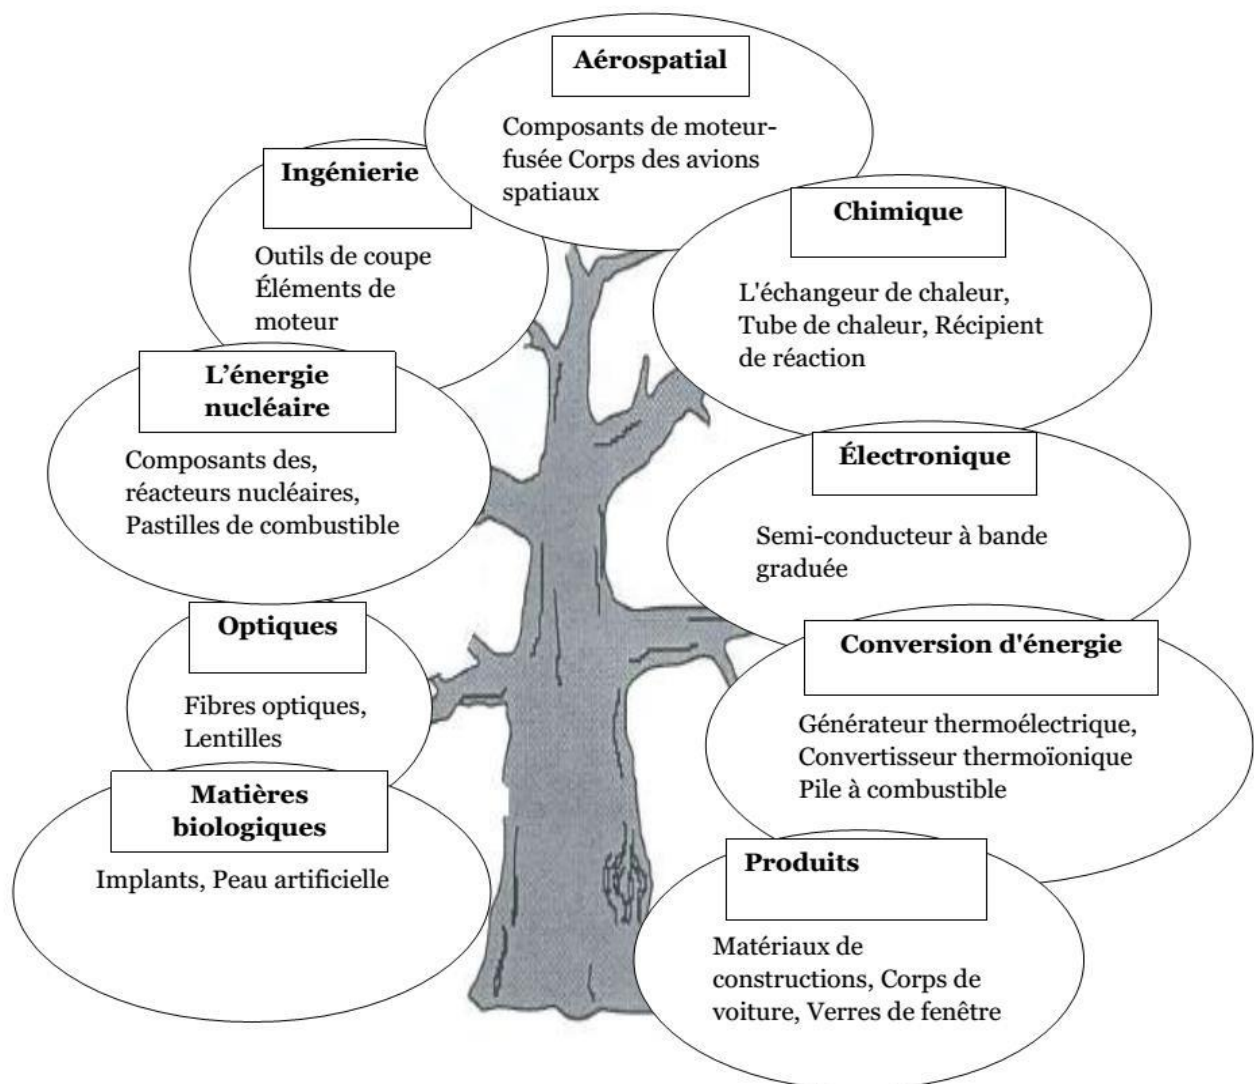 Aérospatial
Composants de moteur-
fusée Corps des avions
spatiaux
Ingénierie
Outils de coupe
Éléments de
moteur
Chimique
L'échangeur de chaleur,
Tube de chaleur, Récipient
de réaction
L'énergie
nucléaire
Composants des,
réacteurs nucléaires,
Pastilles de combustible
Électronique
Semi-conducteur à bande
graduée
Optiques
Fibres optiques,
Lentilles
Conversion d'énergie
Générateur thermoélectrique,
Convertisseur thermoïonique
Pile à combustible
Matières
biologiques
Implants, Peau artificielle
Produits
Matériaux de
constructions, Corps de
voiture, Verres de fenêtre